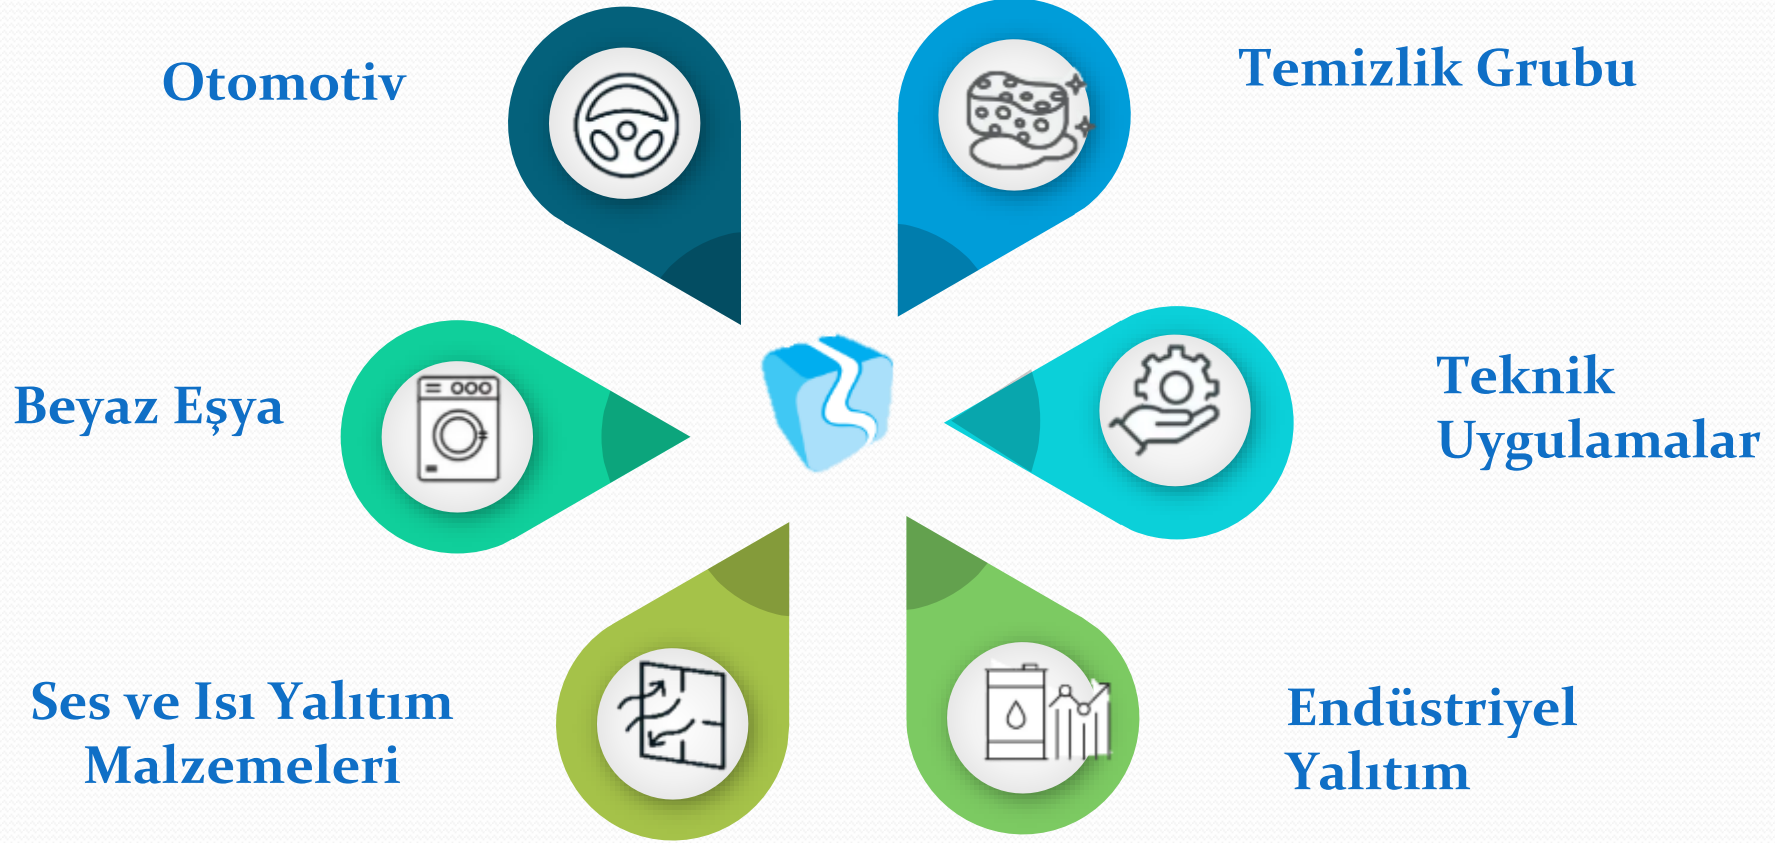 Otomotiv
Temizlik Grubu
Beyaz Eşya
Teknik
Uygulamalar
Ses ve Isı Yalıtım
Malzemeleri
Endüstriyel
Yalıtım